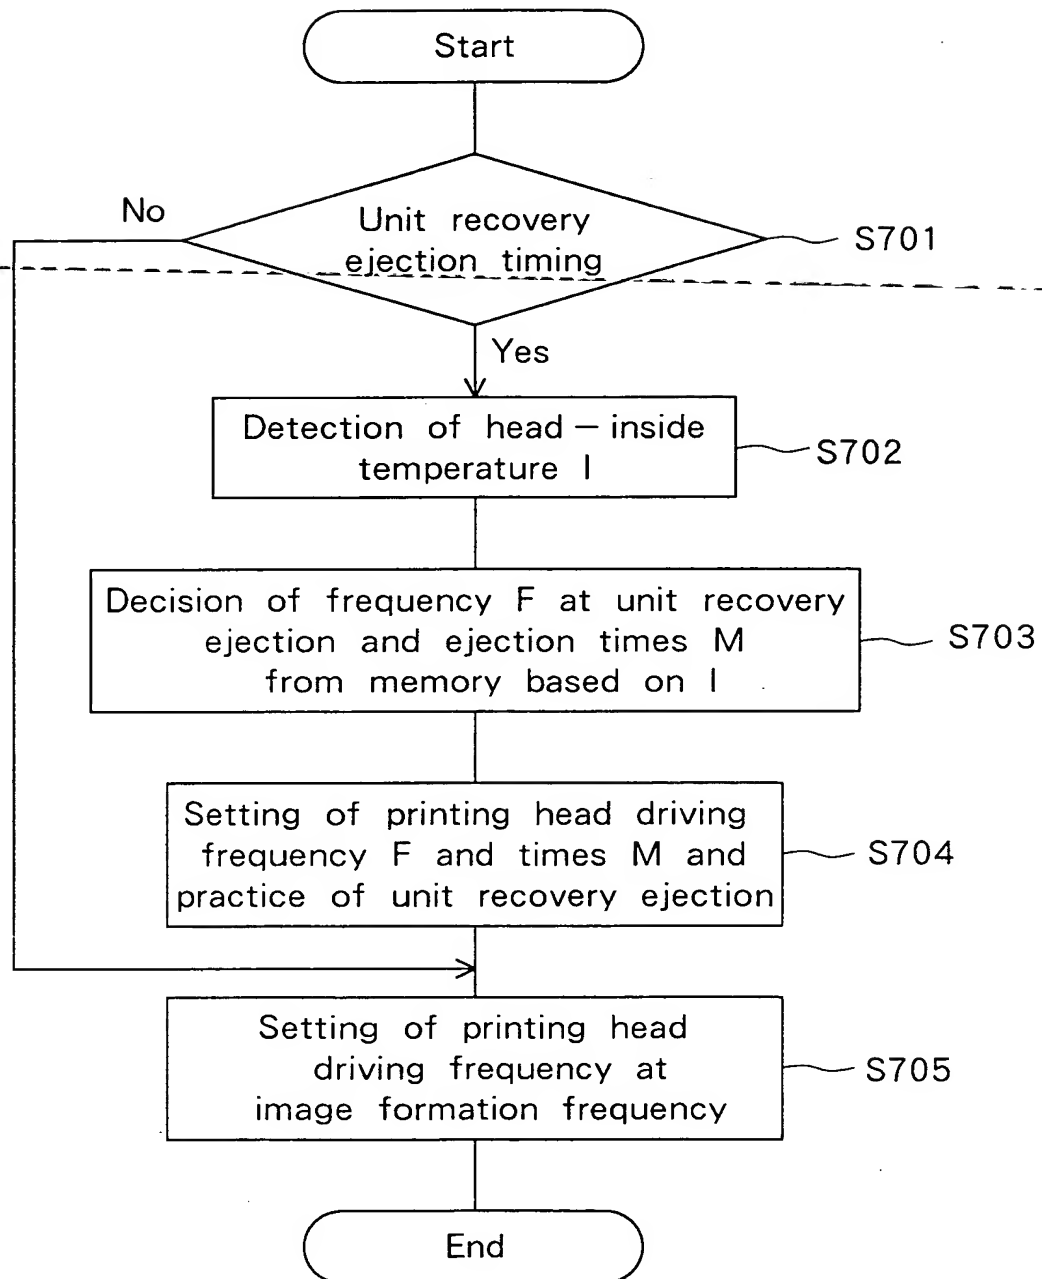 Start
No
Unit recovery
ejection timing
S701
Yes
Detection of head – inside
temperature I
S702
Decision of frequency F at unit recovery
ejection and ejection times M
from memory based on I
S703
Setting of printing head driving
frequency F and times M and
practice of unit recovery ejection
S704
Setting of printing head
driving frequency at
image formation frequency
S705
End